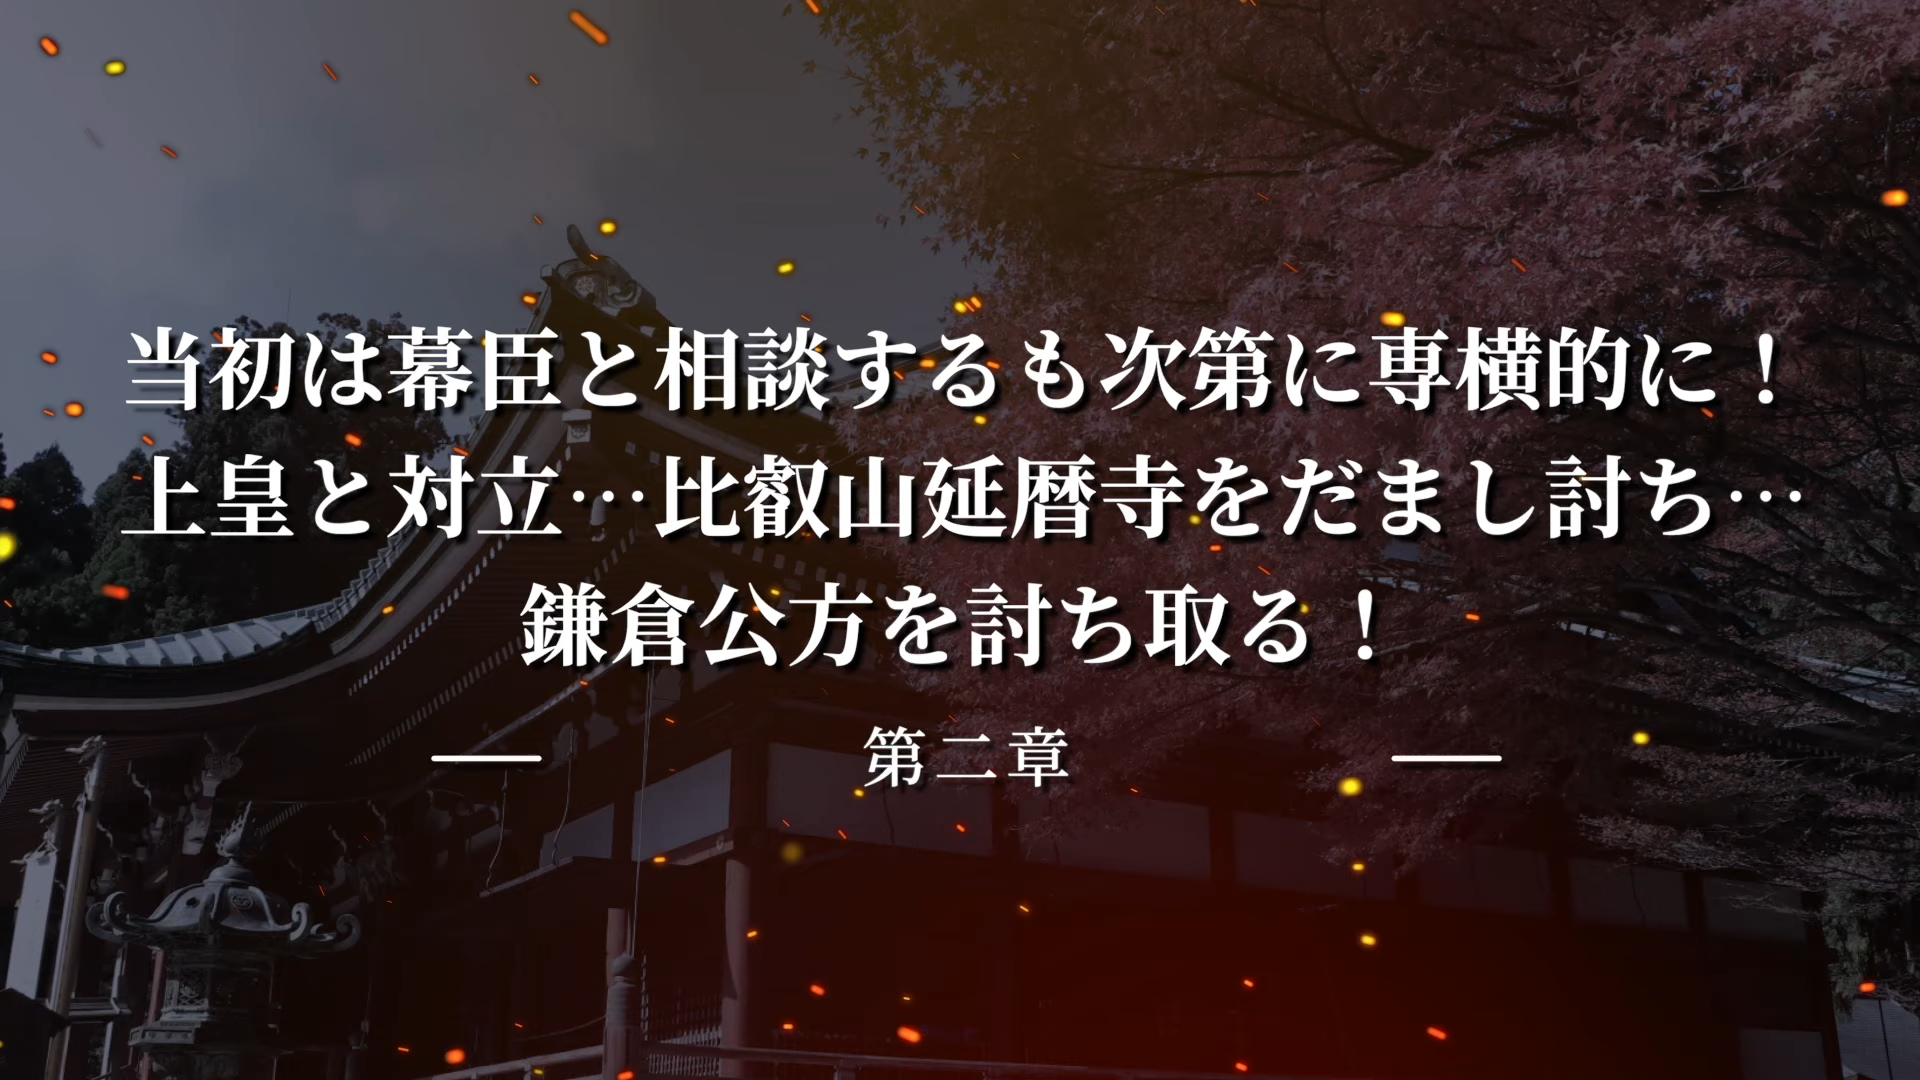 当初は幕臣と相談するも次第に専横的に！
上皇と対立…比叡山延暦寺をだまし討ち…
鎌倉公方を討ち取る！
第二章